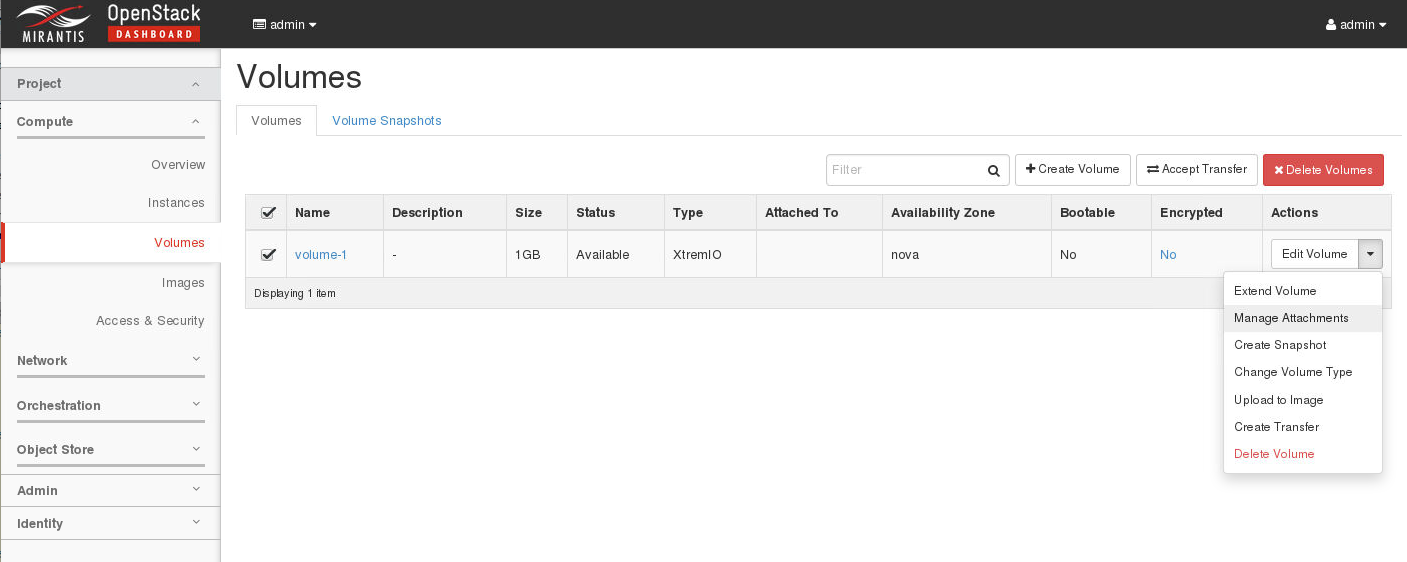 MIRANTIS
OpenStack
DASHBOARD
admin
admin
Project
Compute
Overview
Instances
Volumes
Images
Access & Security
Network
Orchestration
Object Store
Admin
Identity
Volumes
Volumes Volume Snapshots
Filter Create Volume Accept Transfer Delete Volumes
Name Description Size Status Type Attached To Availability Zone Bootable Encrypted Actions
volume-1 - 1GB Available XtremIO nova No No Edit Volume
Displaying 1 item
Extend Volume
Manage Attachments
Create Snapshot
Change Volume Type
Upload to Image
Create Transfer
Delete Volume